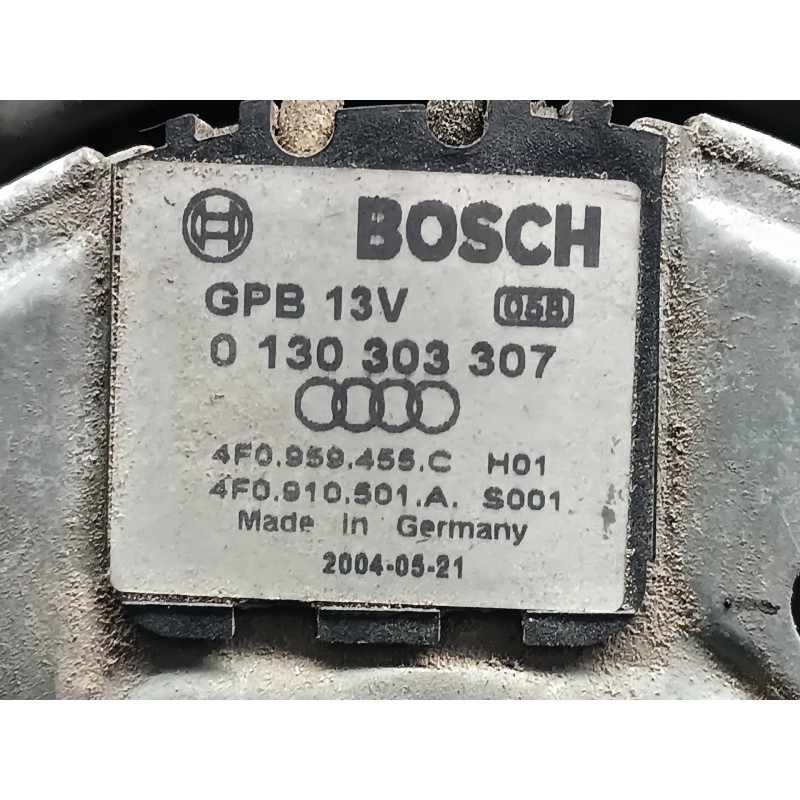 BOSCH
GPB 13V 058
0 130 303 307
4F0.959.455.C H01
4F0.910.501.A. S001
Made in Germany
2004-05-21